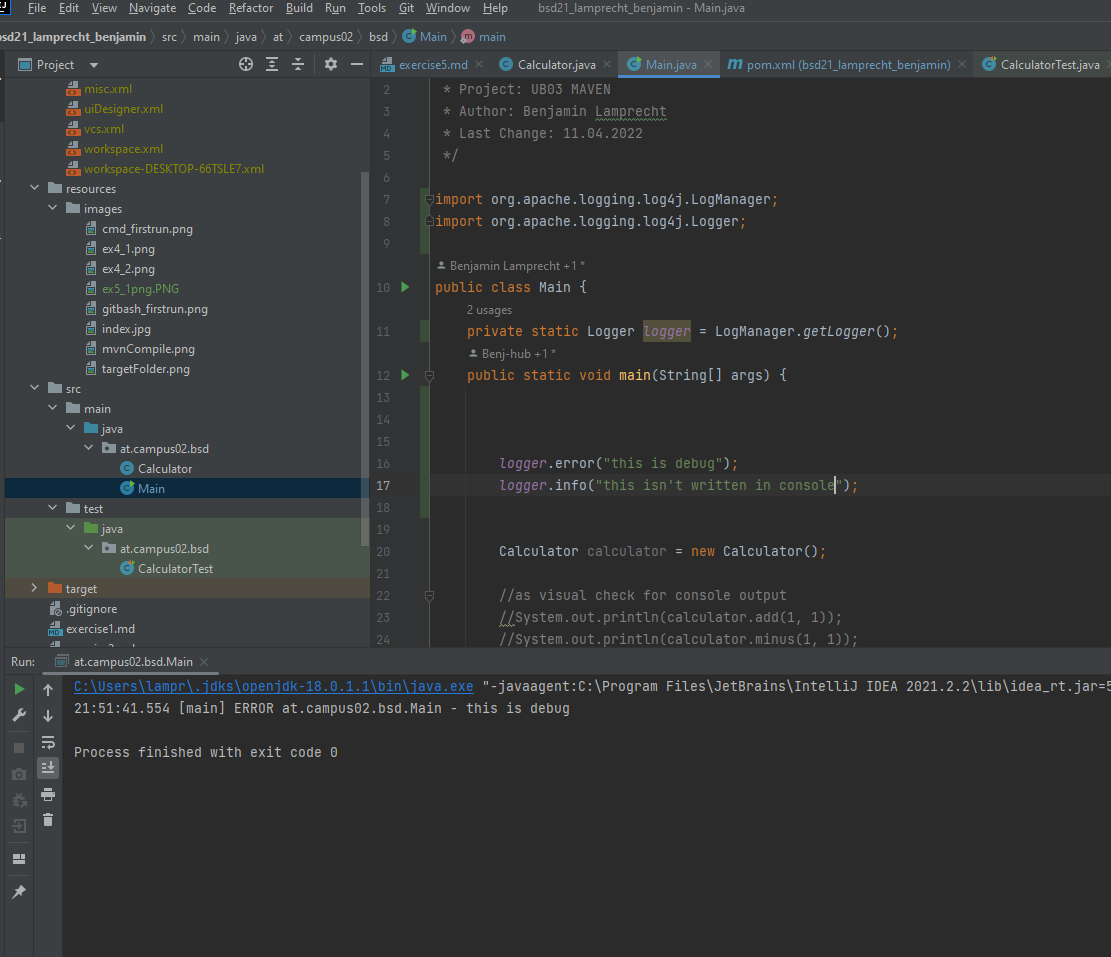 File Edit View Navigate Code Refactor Build Run Tools Git Window Help bsd21_lamprecht_benjamin - Main.java
bsd21_lamprecht_benjamin src main java at campus02 bsd Main main
Project
exercise5.md Calculator.java Main.java pom.xml (bsd21_lamprecht_benjamin) CalculatorTest.java
misc.xml
uiDesigner.xml
vcs.xml
workspace.xml
workspace-DESKTOP-66TSLE7.xml
resources
images
cmd_firstrun.png
ex4_1.png
ex4_2.png
ex5_1png.PNG
gitbash_firstrun.png
index.jpg
mvnCompile.png
targetFolder.png
src
main
java
at.campus02.bsd
Calculator
Main
test
java
at.campus02.bsd
CalculatorTest
target
.gitignore
exercise1.md
2 * Project: UB03 MAVEN
3 * Author: Benjamin Lamprecht
4 * Last Change: 11.04.2022
5 */
6
7 import org.apache.logging.log4j.LogManager;
8 import org.apache.logging.log4j.Logger;
9
Benjamin Lamprecht +1 *
10 public class Main {
2 usages
11 private static Logger logger = LogManager.getLogger();
Benj-hub +1 *
12 public static void main(String[] args) {
13
14
15
16 logger.error("this is debug");
17 logger.info("this isn't written in console");
18
19
20 Calculator calculator = new Calculator();
21
22 //as visual check for console output
23 //System.out.println(calculator.add(1, 1));
24 //System.out.println(calculator.minus(1, 1));
Run: at.campus02.bsd.Main
C:\Users\lampr\.jdks\openjdk-18.0.1.1\bin\java.exe "-javaagent:C:\Program Files\JetBrains\IntelliJ IDEA 2021.2.2\lib\idea_rt.jar=5
21:51:41.554 [main] ERROR at.campus02.bsd.Main - this is debug
Process finished with exit code 0